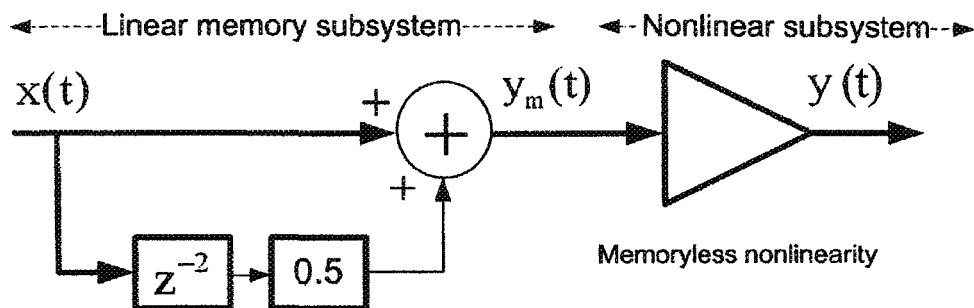 Linear memory subsystem
Nonlinear subsystem
x(t)
+
+
y_m(t)
y (t)
+
z^{-2}
0.5
Memoryless nonlinearity